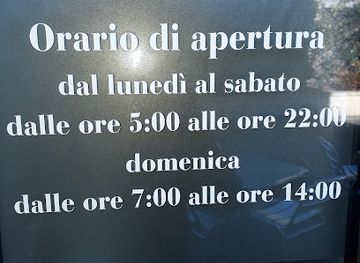 Orario di apertura
dal lunedì al sabato
dalle ore 5:00 alle ore 22:00
domenica
dalle ore 7:00 alle ore 14:00